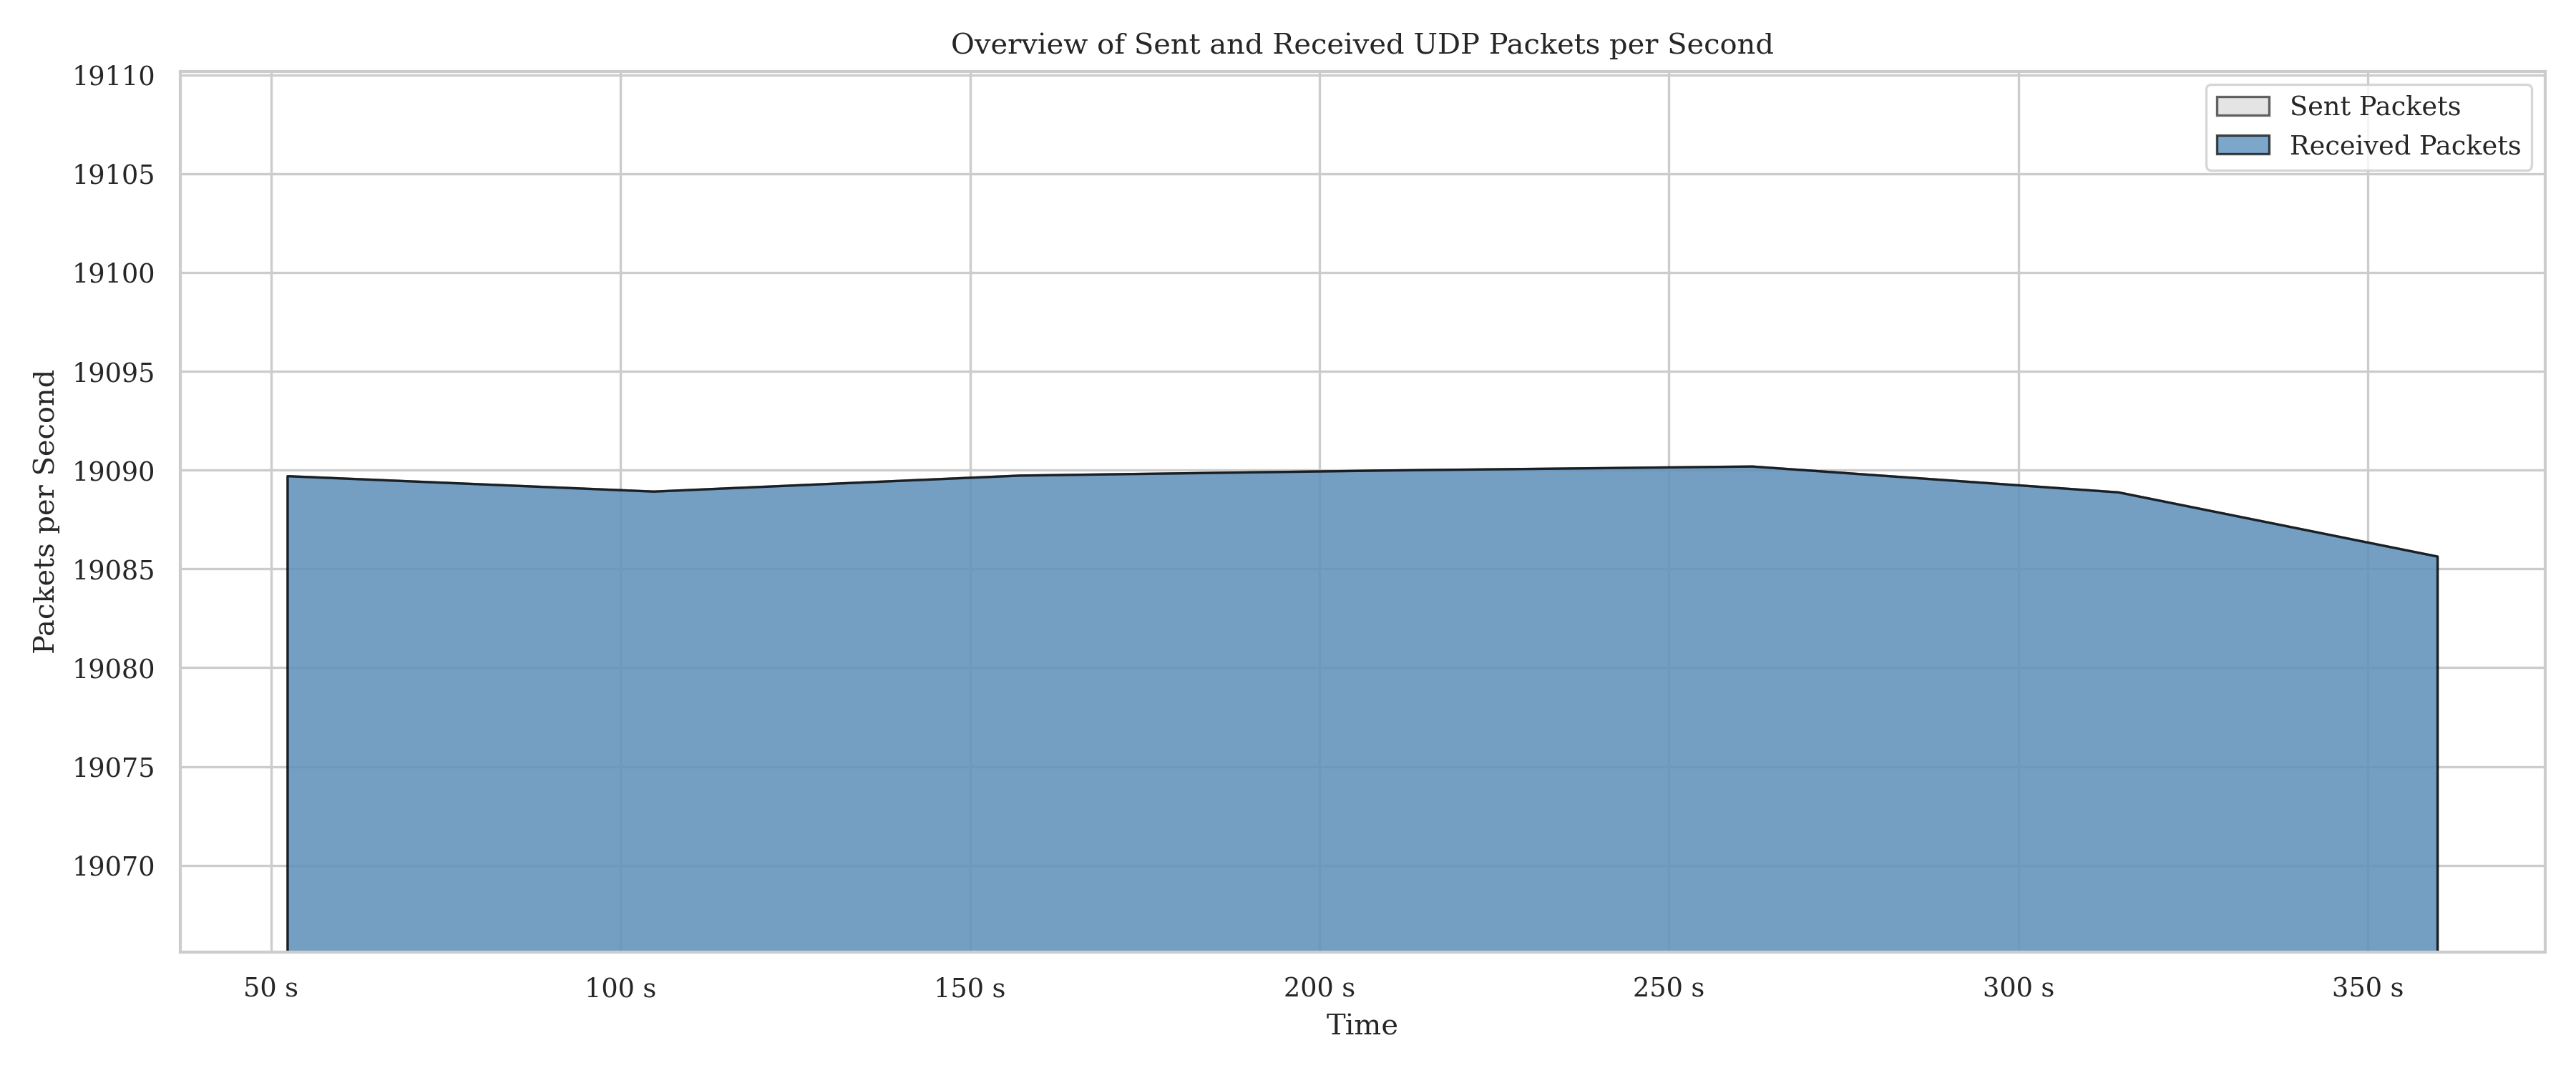 Overview of Sent and Received UDP Packets per Second
Sent Packets
Received Packets
Packets per Second
19110
19105
19100
19095
19090
19085
19080
19075
19070
50 s 100 s 150 s 200 s 250 s 300 s 350 s
Time